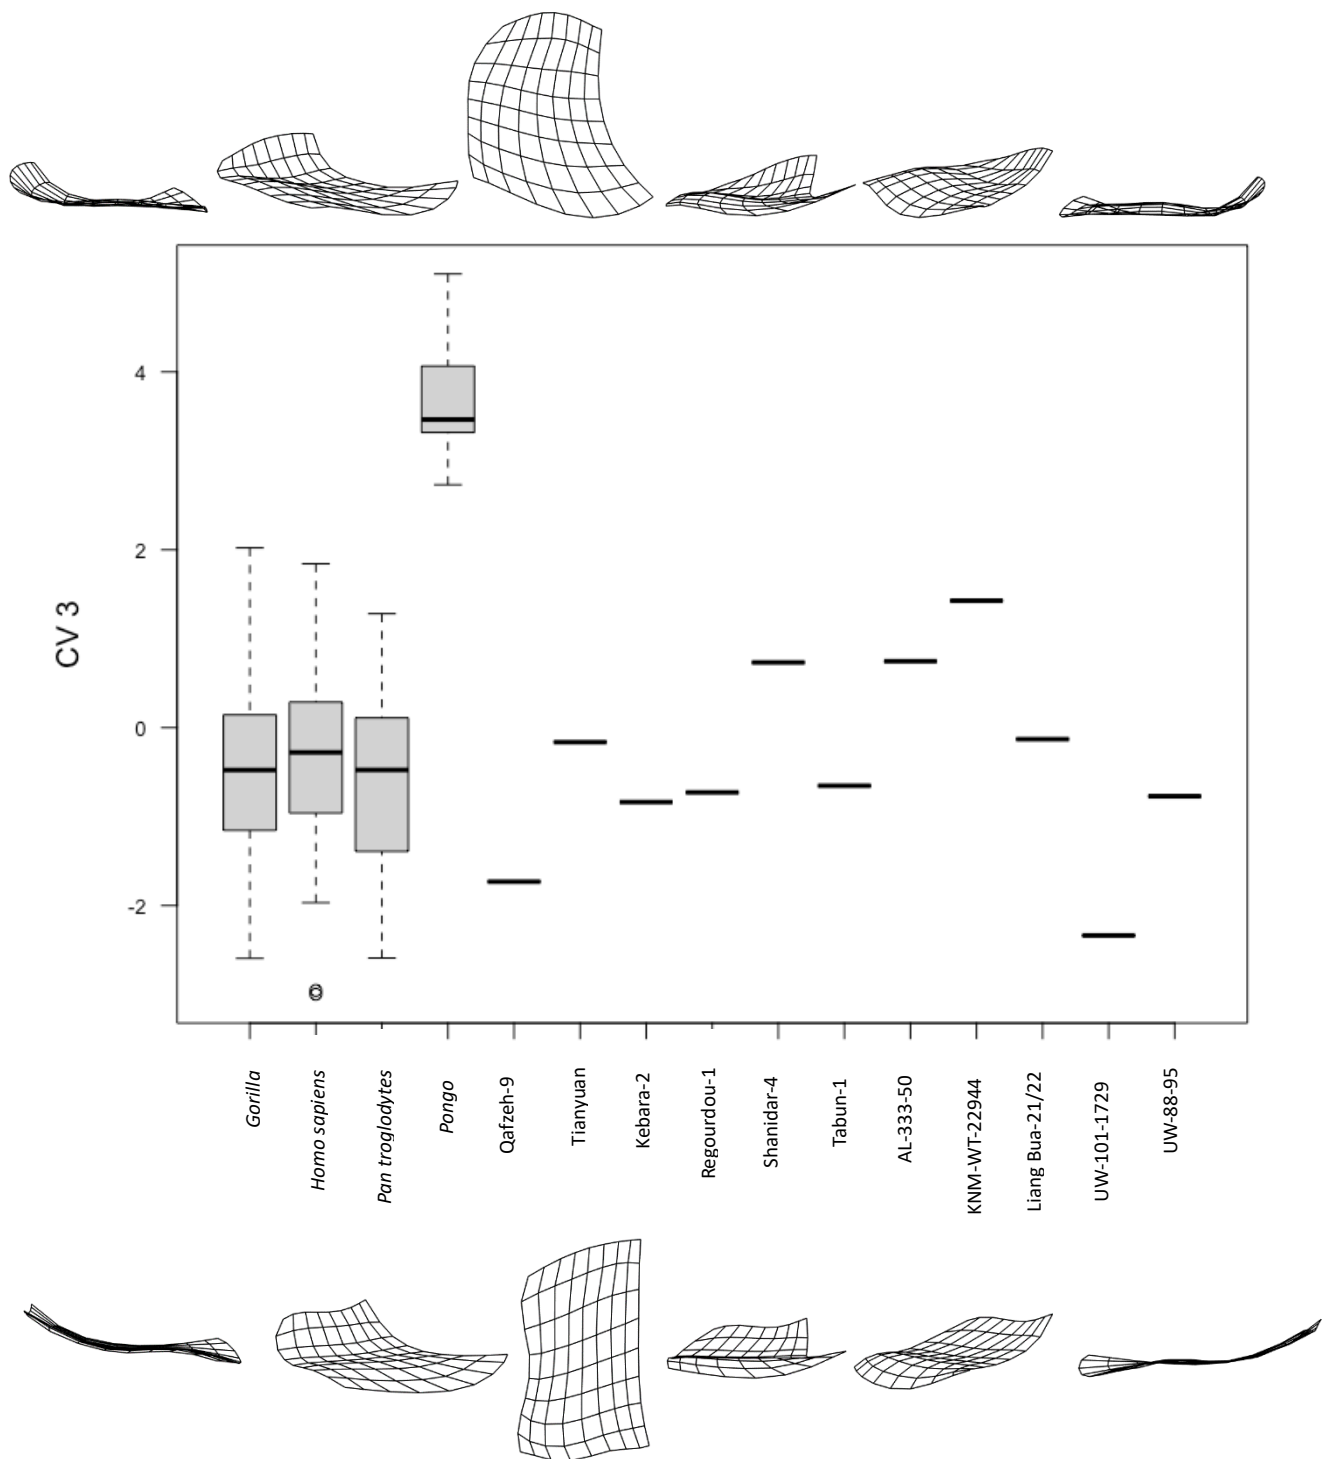 4
2
0
-2
CV 3
Gorilla
Homo sapiens
Pan troglodytes
Pongo
Qafzeh-9
Tianyuan
Kebara-2
Regourdou-1
Shanidar-4
Tabun-1
AL-333-50
KNM-WT-22944
Liang Bua-21/22
UW-101-1729
UW-88-95